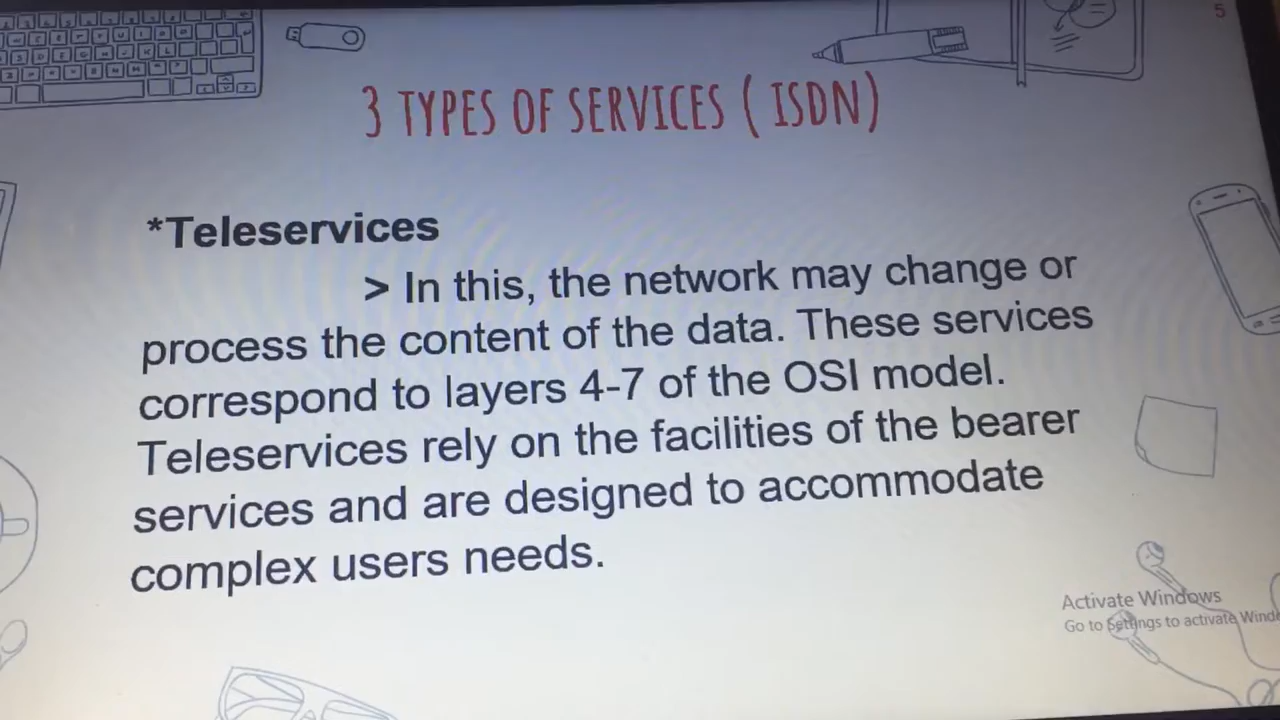 5
3 TYPES OF SERVICES ( ISDN)
*Teleservices
> In this, the network may change or
process the content of the data. These services
correspond to layers 4-7 of the OSI model.
Teleservices rely on the facilities of the bearer
services and are designed to accommodate
complex users needs.
Activate Windows
Go to Settings to activate